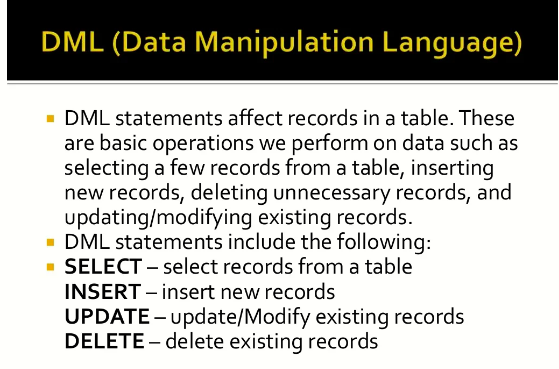 DML (Data Manipulation Language)
DML statements affect records in a table. These
are basic operations we perform on data such as
selecting a few records from a table, inserting
new records, deleting unnecessary records, and
updating/modifying existing records.
DML statements include the following:
SELECT – select records from a table
INSERT – insert new records
UPDATE – update/Modify existing records
DELETE – delete existing records